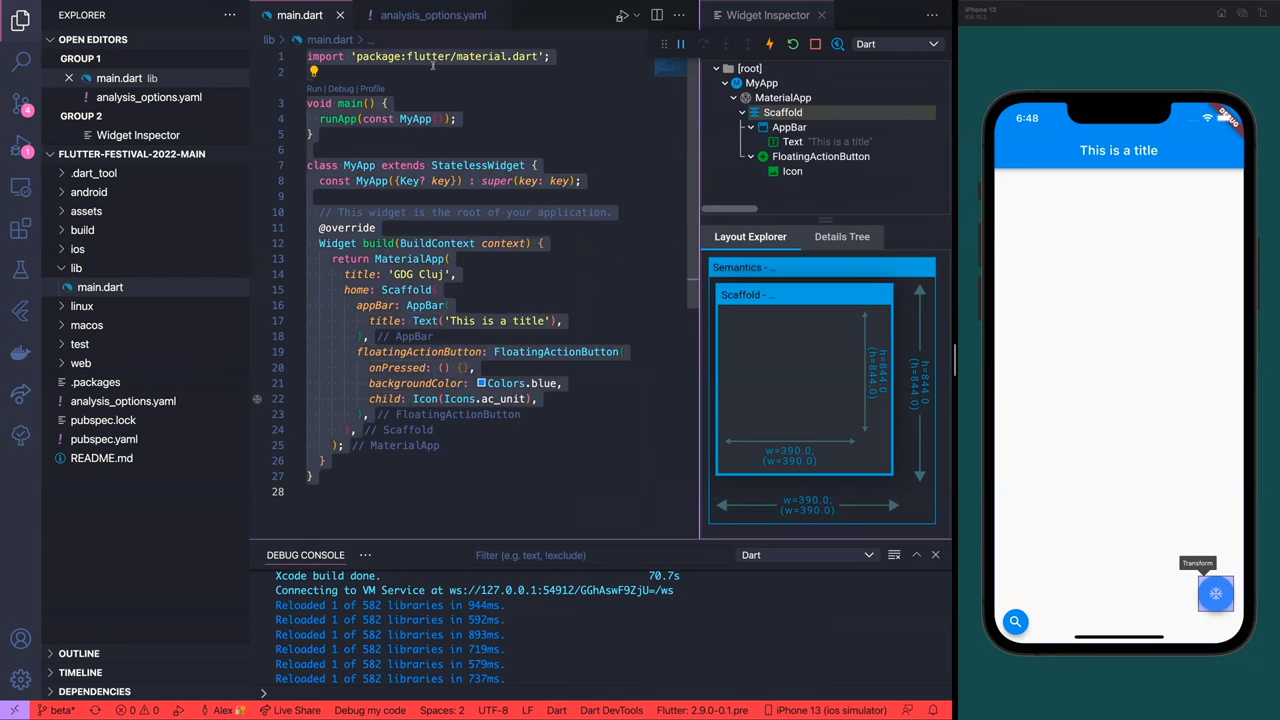 EXPLORER
OPEN EDITORS
GROUP 1
main.dart lib
analysis_options.yaml
GROUP 2
Widget Inspector
FLUTTER-FESTIVAL-2022-MAIN
.dart_tool
android
assets
build
ios
lib
main.dart
linux
macos
test
web
.packages
analysis_options.yaml
pubspec.lock
pubspec.yaml
README.md
OUTLINE
TIMELINE
DEPENDENCIES
4
1
main.dart
analysis_options.yaml
lib > main.dart > ...
1 import 'package:flutter/material.dart';
2
Run | Debug | Profile
3 void main() {
4 runApp(const MyApp());
5 }
6
7 class MyApp extends StatelessWidget {
8 const MyApp({Key? key}) : super(key: key);
9
10 // This widget is the root of your application.
11 @override
12 Widget build(BuildContext context) {
13 return MaterialApp(
14 title: 'GDG Cluj',
15 home: Scaffold(
16 appBar: AppBar(
17 title: Text('This is a title'),
18 ), // AppBar
19 floatingActionButton: FloatingActionButton(
20 onPressed: () {},
21 backgroundColor: Colors.blue,
22 child: Icon(Icons.ac_unit),
23 ), // FloatingActionButton
24 ), // Scaffold
25 ); // MaterialApp
26 }
27 }
28
Widget Inspector
Dart
[root]
MyApp
MaterialApp
Scaffold
AppBar
Text "This is a title"
FloatingActionButton
Icon
Layout Explorer
Details Tree
Semantics - ...
Scaffold - ...
h=844.0
(h=844.0)
h=844.0
(h=844.0)
w=390.0;
(w=390.0)
w=390.0;
(w=390.0)
DEBUG CONSOLE
Filter (e.g. text, !exclude)
Dart
Xcode build done. 70.7s
Connecting to VM Service at ws://127.0.0.1:54912/GGhAswF9ZjU=/ws
Reloaded 1 of 582 libraries in 944ms.
Reloaded 1 of 582 libraries in 592ms.
Reloaded 1 of 582 libraries in 893ms.
Reloaded 1 of 582 libraries in 719ms.
Reloaded 1 of 582 libraries in 579ms.
Reloaded 1 of 582 libraries in 737ms.
beta* 0 0 Alex Live Share Debug my code Spaces: 2 UTF-8 LF Dart Dart DevTools Flutter: 2.9.0-0.1.pre iPhone 13 (ios simulator)
iPhone 13
iOS 15.2
6:48
DEBUG
This is a title
Transform